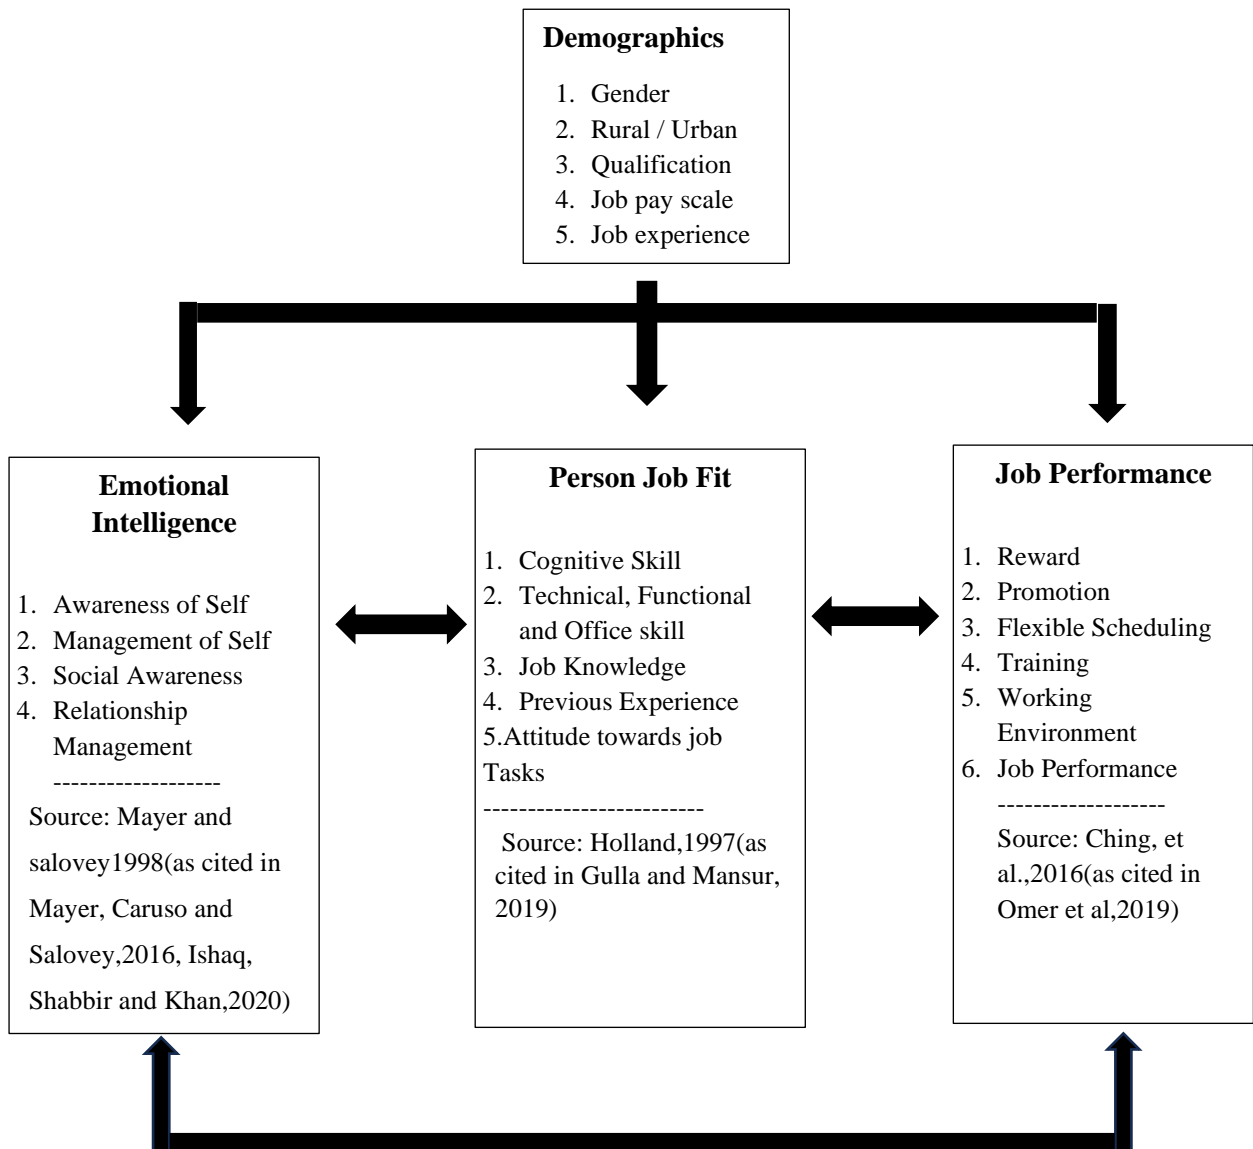 Demographics
1. Gender
2. Rural / Urban
3. Qualification
4. Job pay scale
5. Job experience
Emotional
Intelligence
1. Awareness of Self
2. Management of Self
3. Social Awareness
4. Relationship
Management
-------------------
Source: Mayer and
salovey1998(as cited in
Mayer, Caruso and
Salovey,2016, Ishaq,
Shabbir and Khan,2020)
Person Job Fit
1. Cognitive Skill
2. Technical, Functional
and Office skill
3. Job Knowledge
4. Previous Experience
5.Attitude towards job
Tasks
-------------------------
Source: Holland,1997(as
cited in Gulla and Mansur,
2019)
Job Performance
1. Reward
2. Promotion
3. Flexible Scheduling
4. Training
5. Working
Environment
6. Job Performance
-------------------
Source: Ching, et
al.,2016(as cited in
Omer et al,2019)